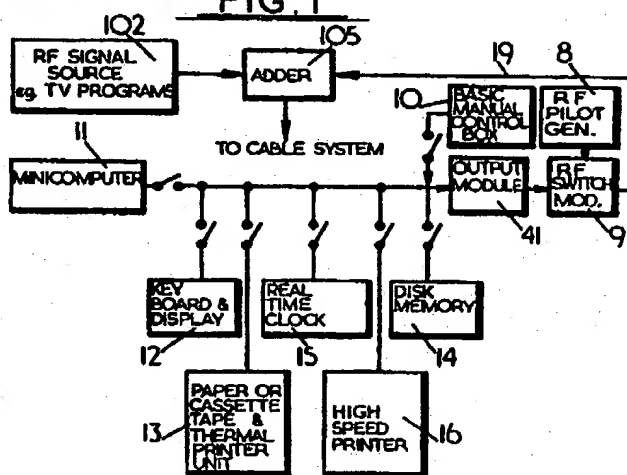 FIG. 1
102
RF SIGNAL
SOURCE
eg. TV PROGRAMS
105
ADDER
TO CABLE SYSTEM
19
8
10
BASIC
MANUAL
CONTROL
BOX
RF
PILOT
GEN.
11
MINICOMPUTER
OUTPUT
MODULE
41
RF
SWITCH
MOD.
9
KEY
BOARD &
DISPLAY
12
REAL
TIME
CLOCK
15
DISK
MEMORY
14
PAPER OR
CASSETTE
TAPE &
THERMAL
PRINTER
UNIT
13
HIGH
SPEED
PRINTER
16